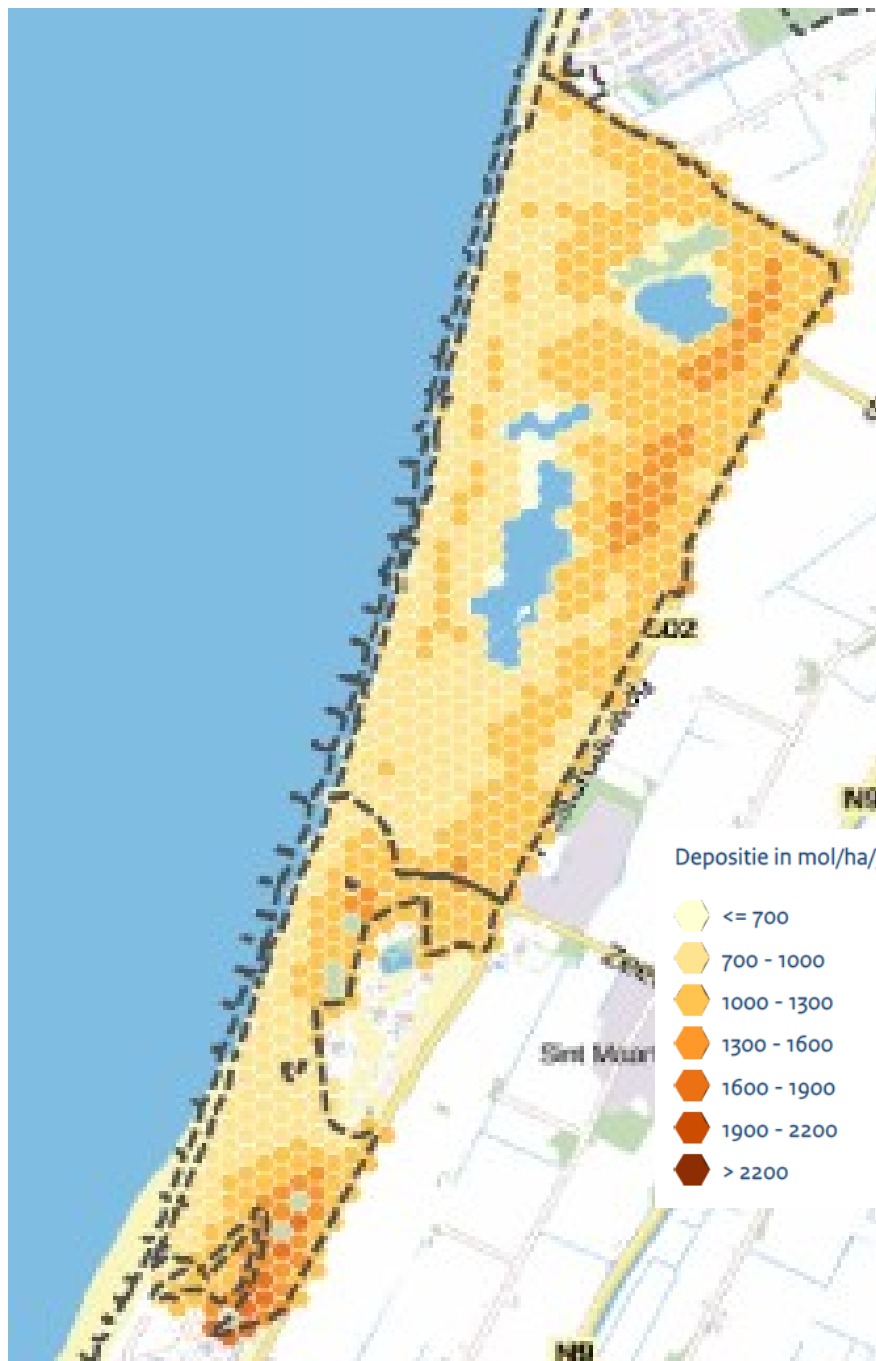 N9
Depositie in mol/ha/
<= 700
700 - 1000
1000 - 1300
1300 - 1600
1600 - 1900
1900 - 2200
> 2200
Sint Maart
N9